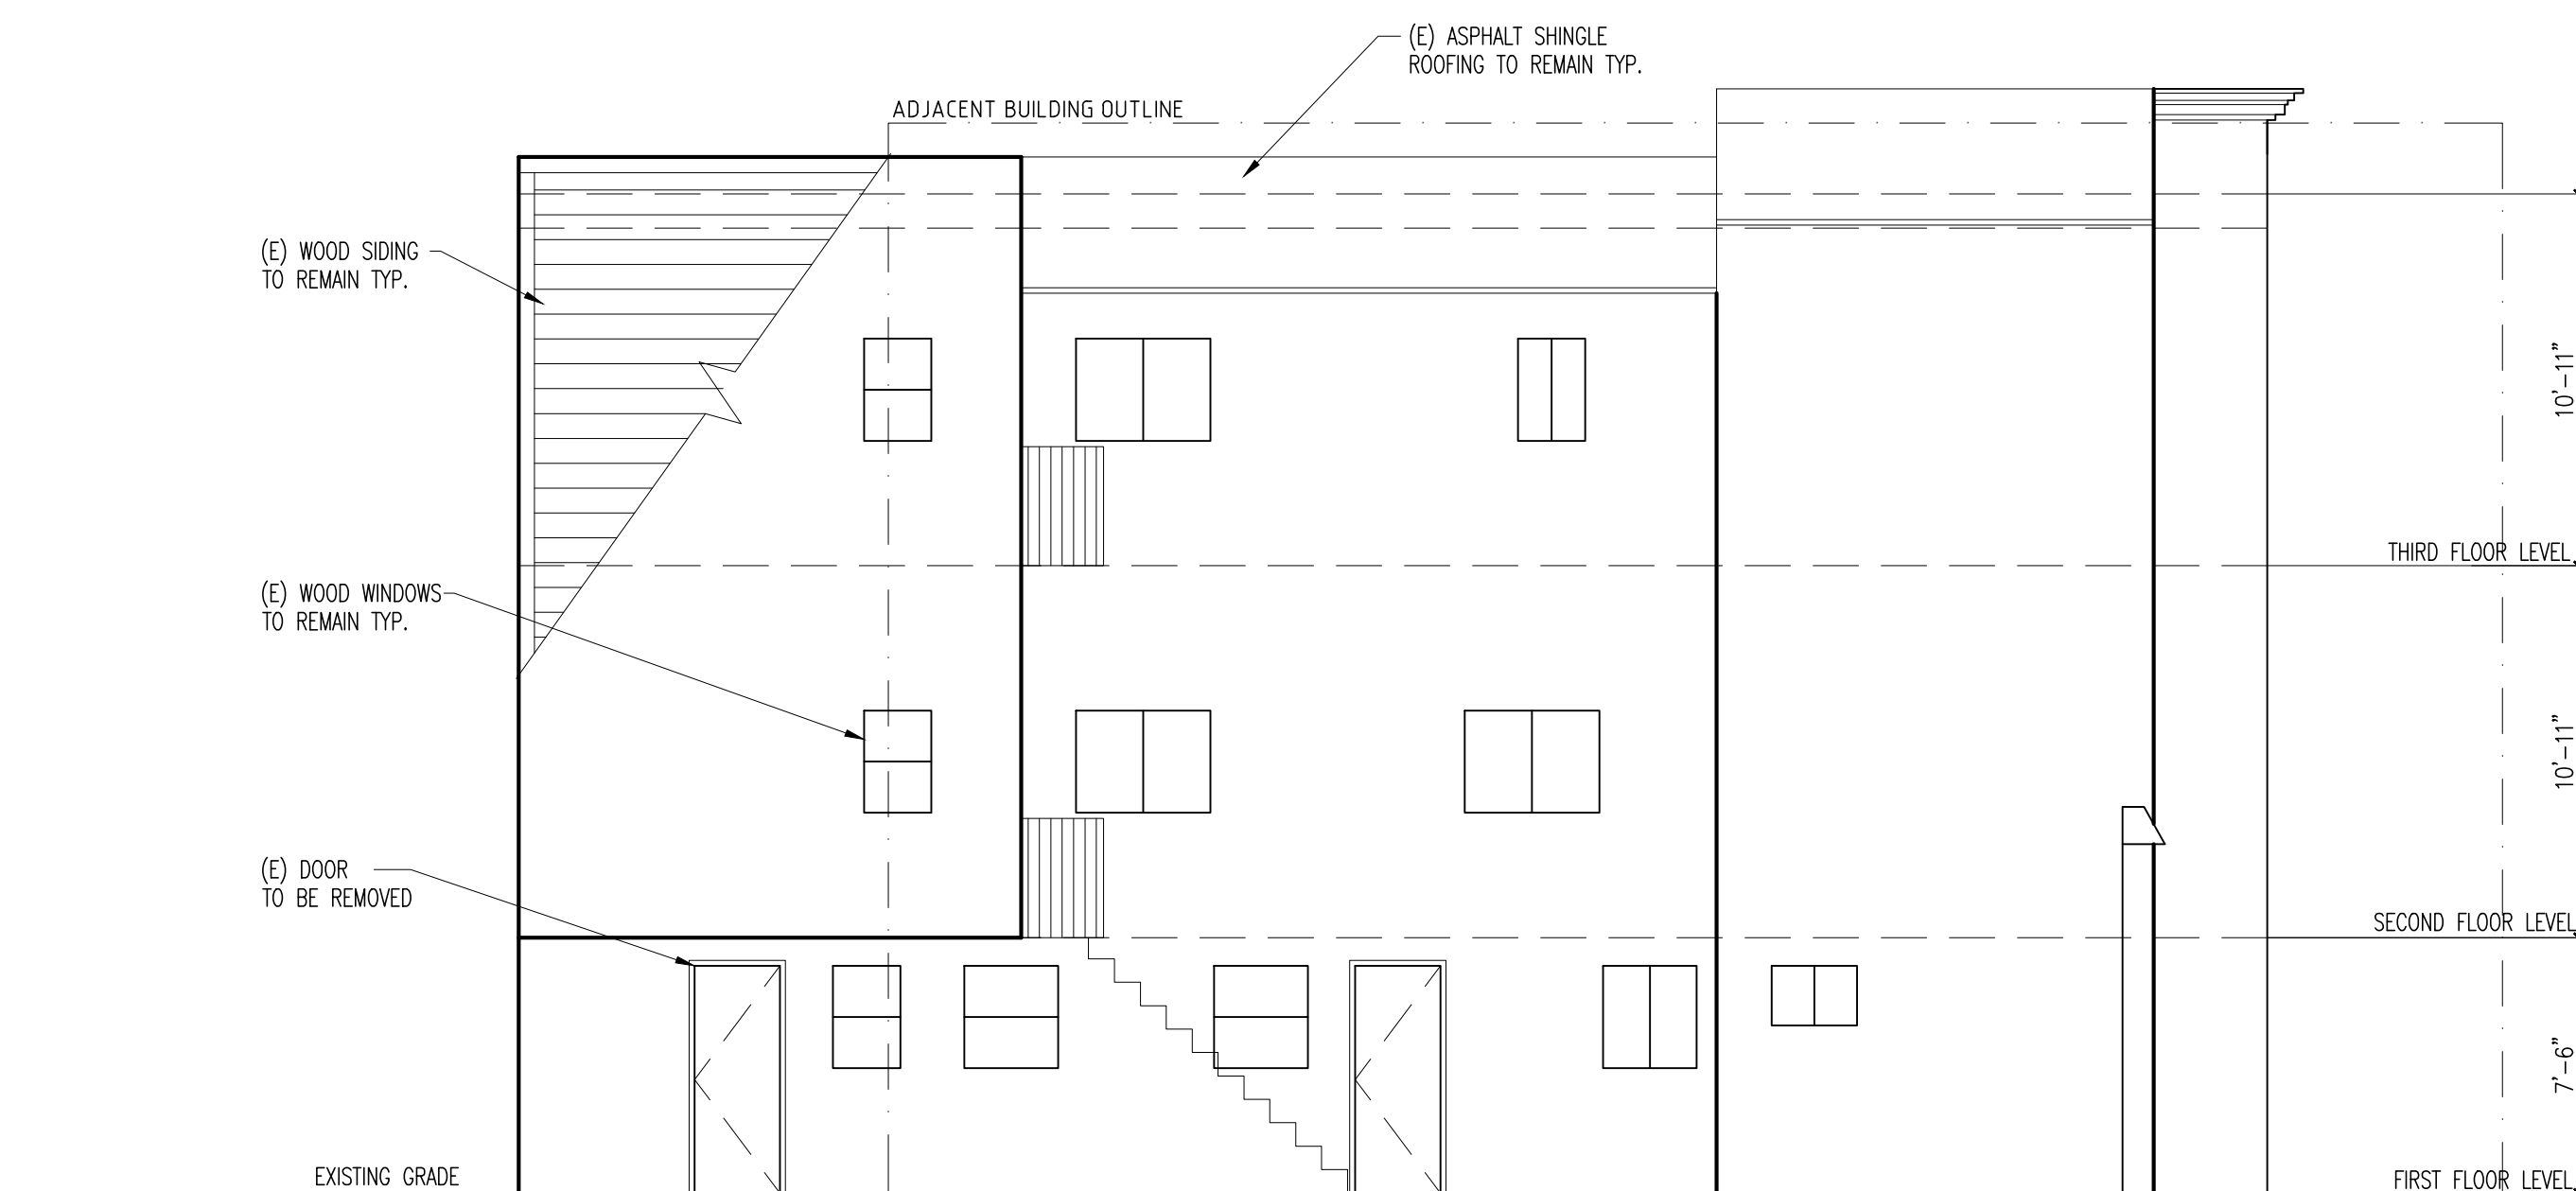 (E) ASPHALT SHINGLE
ROOFING TO REMAIN TYP.
ADJACENT BUILDING OUTLINE
(E) WOOD SIDING
TO REMAIN TYP.
10'-11"
THIRD FLOOR LEVEL
(E) WOOD WINDOWS
TO REMAIN TYP.
10'-11"
(E) DOOR
TO BE REMOVED
SECOND FLOOR LEVEL
7'-6"
EXISTING GRADE
FIRST FLOOR LEVEL